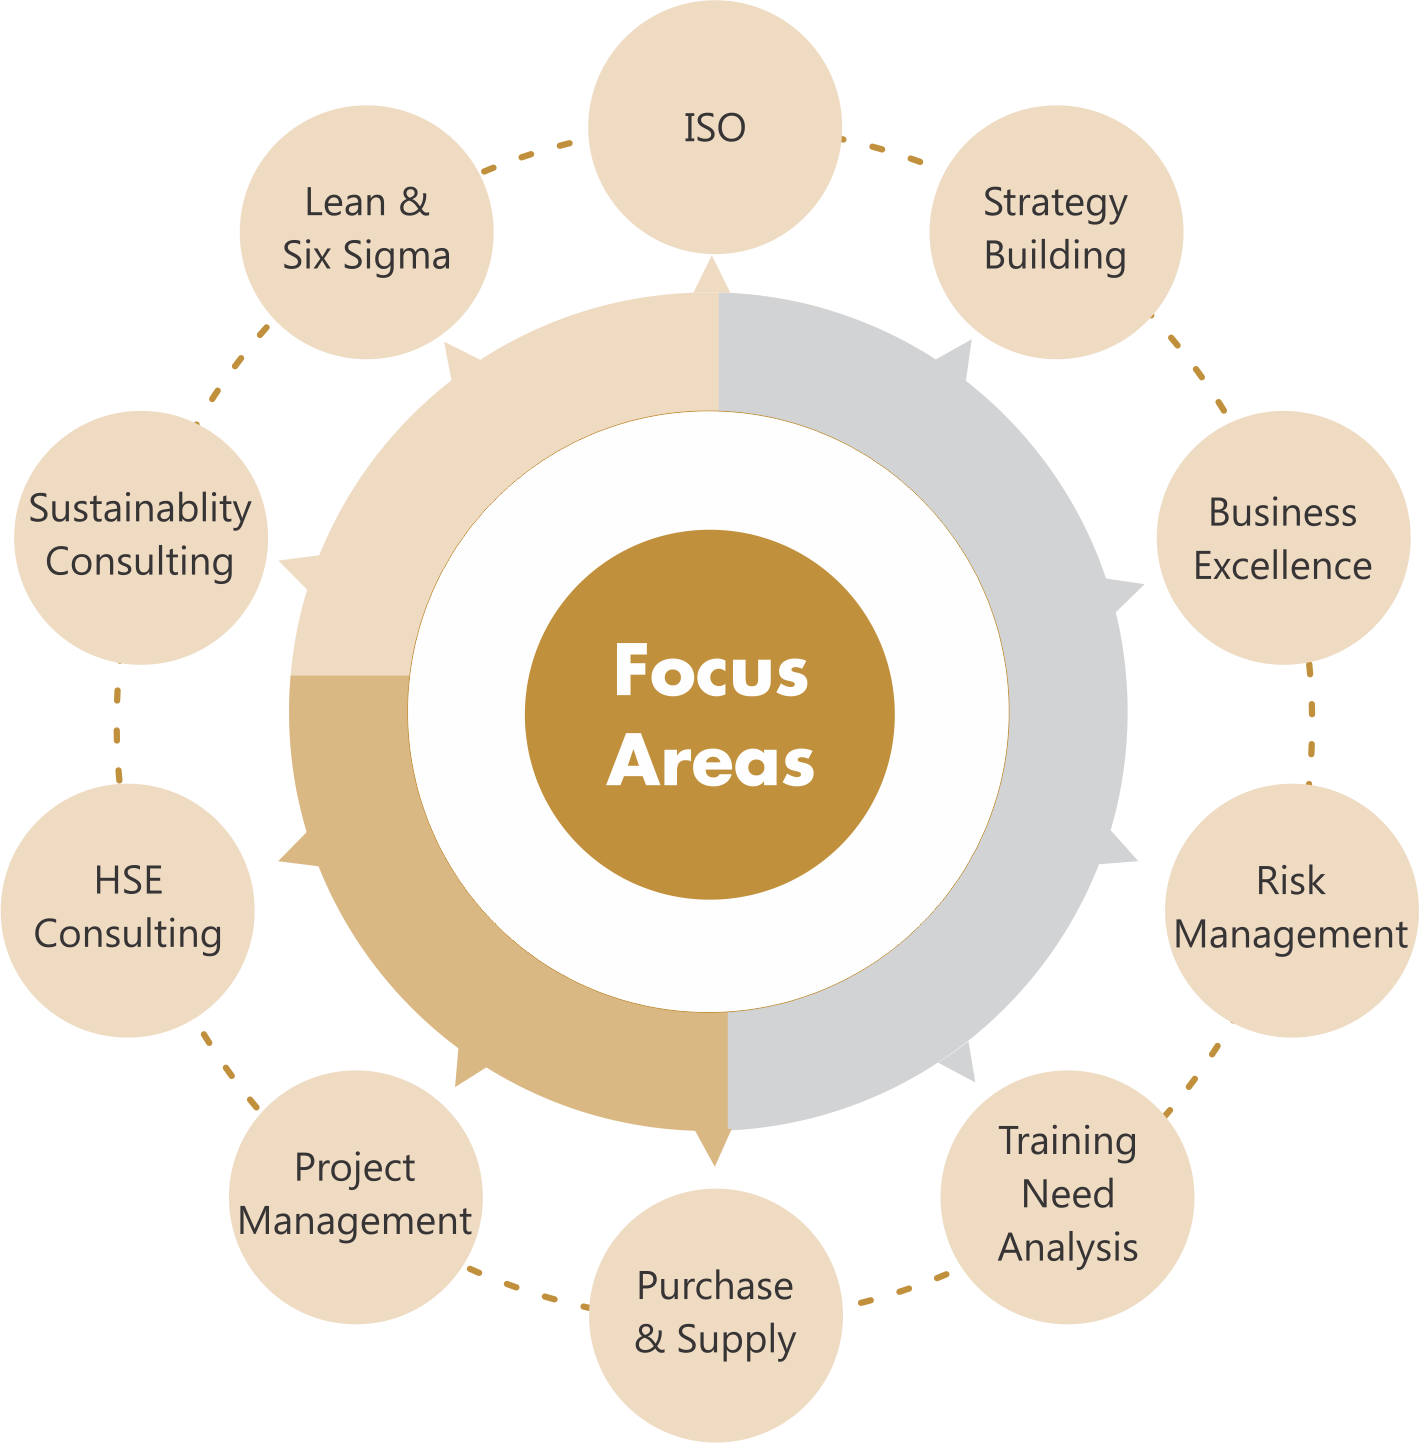 ISO
Strategy
Building
Business
Excellence
Risk
Management
Training
Need
Analysis
Purchase
& Supply
Project
Management
HSE
Consulting
Sustainablity
Consulting
Lean &
Six Sigma
Focus
Areas